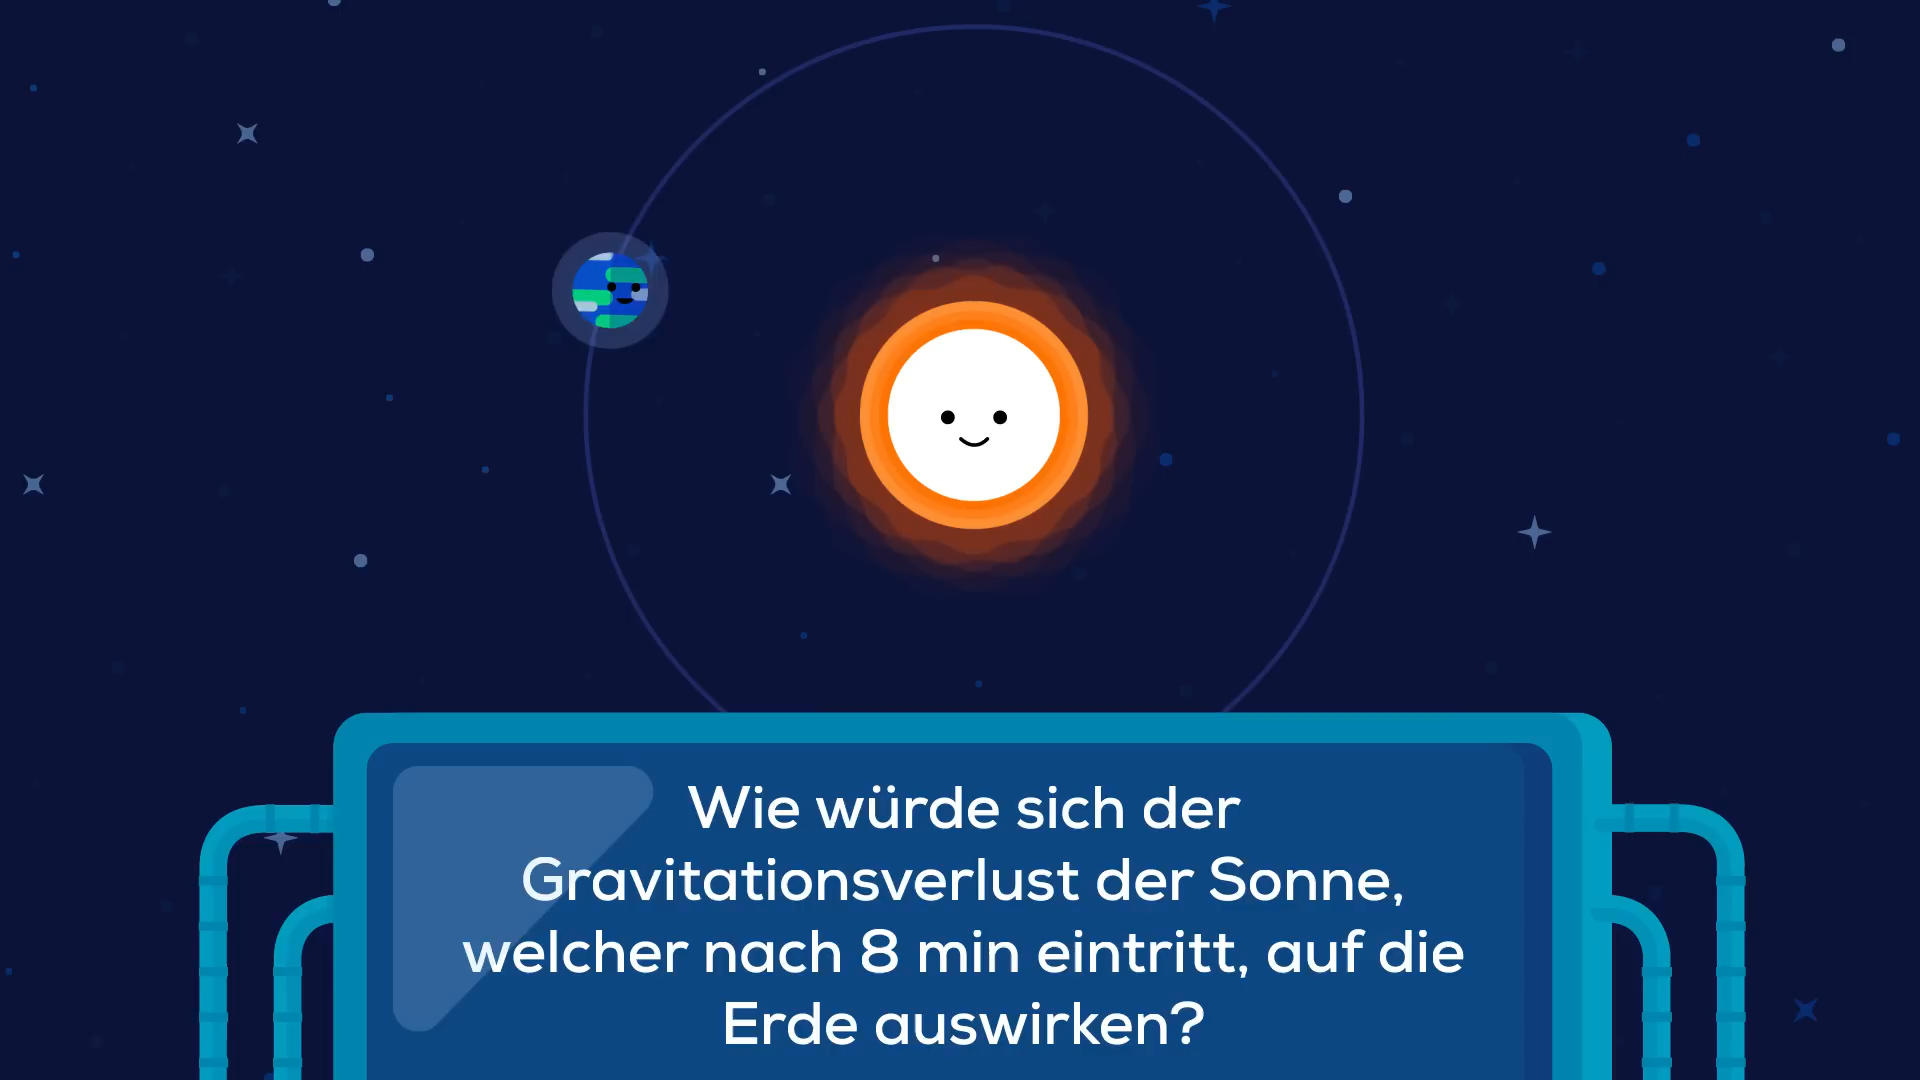 Wie würde sich der
Gravitationsverlust der Sonne,
welcher nach 8 min eintritt, auf die
Erde auswirken?